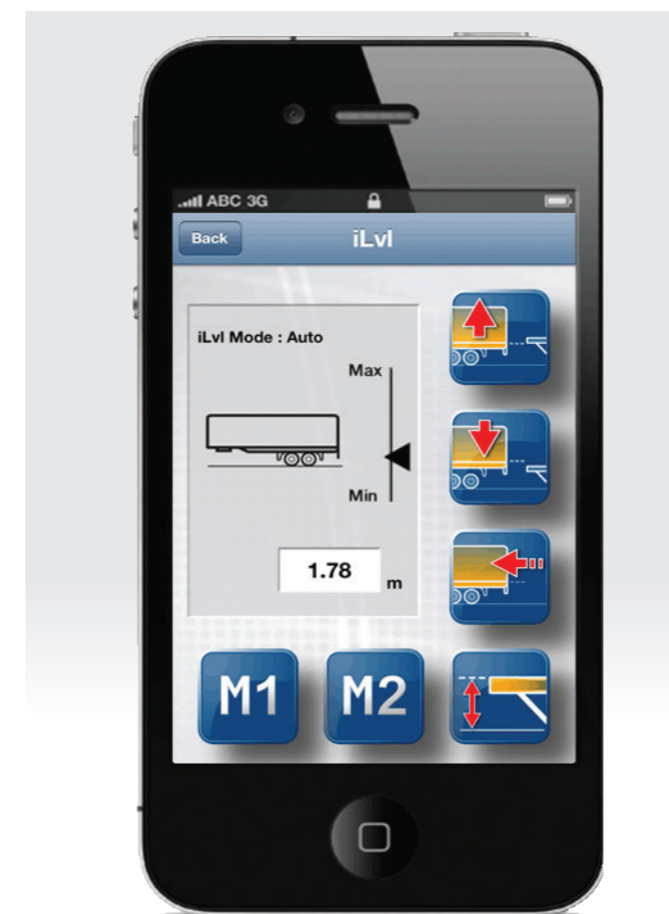 ABC 3G
Back
iLvl
iLvl Mode : Auto
Max
Min
1.78
m
M1
M2